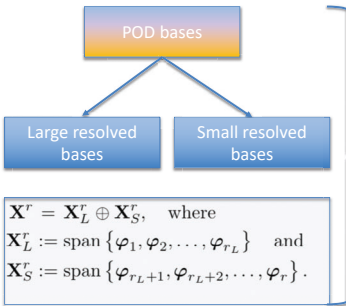 POD bases
Large resolved
bases
Small resolved
bases
X^r = X^r_L ⊕ X^r_S, where
X^r_L := span {φ_1, φ_2, . . . , φ_{r_L}} and
X^r_S := span {φ_{r_L+1}, φ_{r_L+2}, . . . , φ_r} .